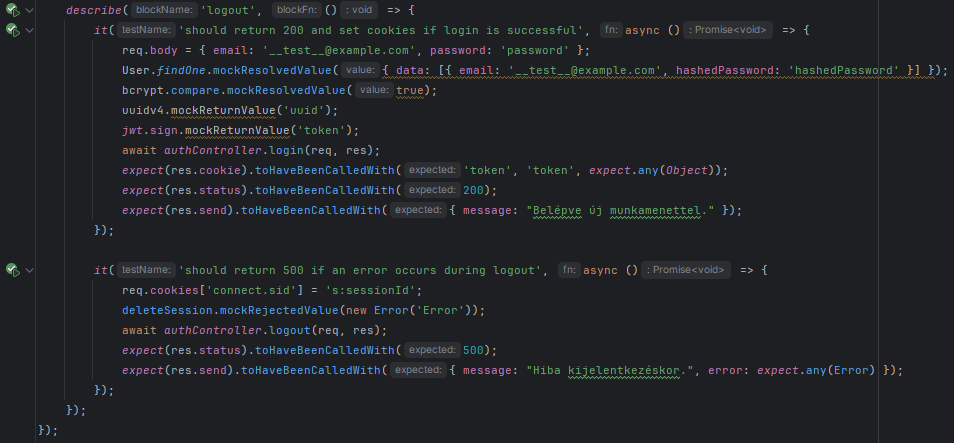 describe( blockName: 'logout', blockFn: () : void => {
it( testName: 'should return 200 and set cookies if login is successful', fn: async () : Promise<void> => {
req.body = { email: '__test__@example.com', password: 'password' };
User.findOne.mockResolvedValue( value: { data: [{ email: '__test__@example.com', hashedPassword: 'hashedPassword' }] });
bcrypt.compare.mockResolvedValue( value: true);
uuidv4.mockReturnValue('uuid');
jwt.sign.mockReturnValue('token');
await authController.login(req, res);
expect(res.cookie).toHaveBeenCalledWith( expected: 'token', 'token', expect.any(Object));
expect(res.status).toHaveBeenCalledWith( expected: 200);
expect(res.send).toHaveBeenCalledWith( expected: { message: "Belépve új munkamenettel." });
});
it( testName: 'should return 500 if an error occurs during logout', fn: async () : Promise<void> => {
req.cookies['connect.sid'] = 's:sessionId';
deleteSession.mockRejectedValue(new Error('Error'));
await authController.logout(req, res);
expect(res.status).toHaveBeenCalledWith( expected: 500);
expect(res.send).toHaveBeenCalledWith( expected: { message: "Hiba kijelentkezéskor.", error: expect.any(Error) });
});
});
});